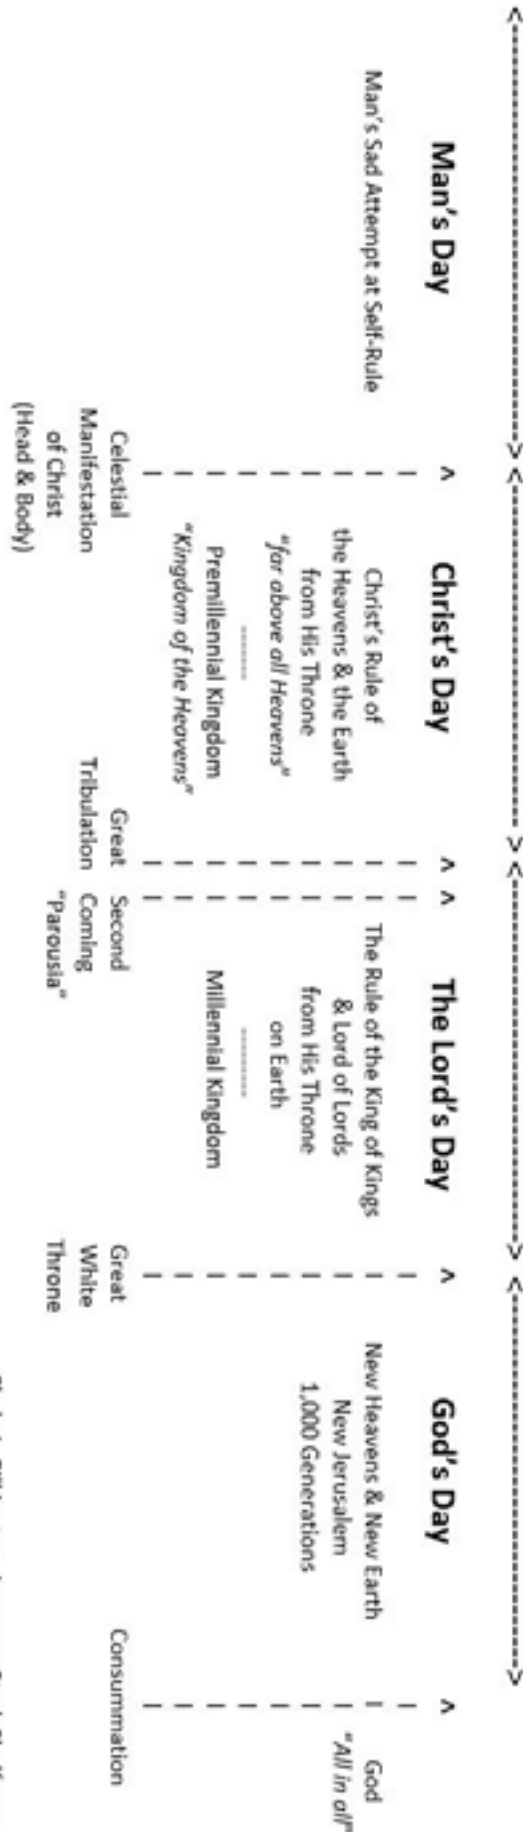 <--------------------------> <--------------------------> <--------------------------> <-------------------------->
Man's Day
Man's Sad Attempt at Self-Rule
Celestial
Manifestation
of Christ
(Head & Body)
Christ's Day
Christ's Rule of
the Heavens & the Earth
from His Throne
"far above all Heavens"
-------
Premillennial Kingdom
"Kingdom of the Heavens"
Great
Tribulation
Second
Coming
"Parousia"
The Lord's Day
The Rule of the King of Kings
& Lord of Lords
from His Throne
on Earth
---------
Millennial Kingdom
Great
White
Throne
God's Day
New Heavens & New Earth
New Jerusalem
1,000 Generations
Consummation
God
"All in all"